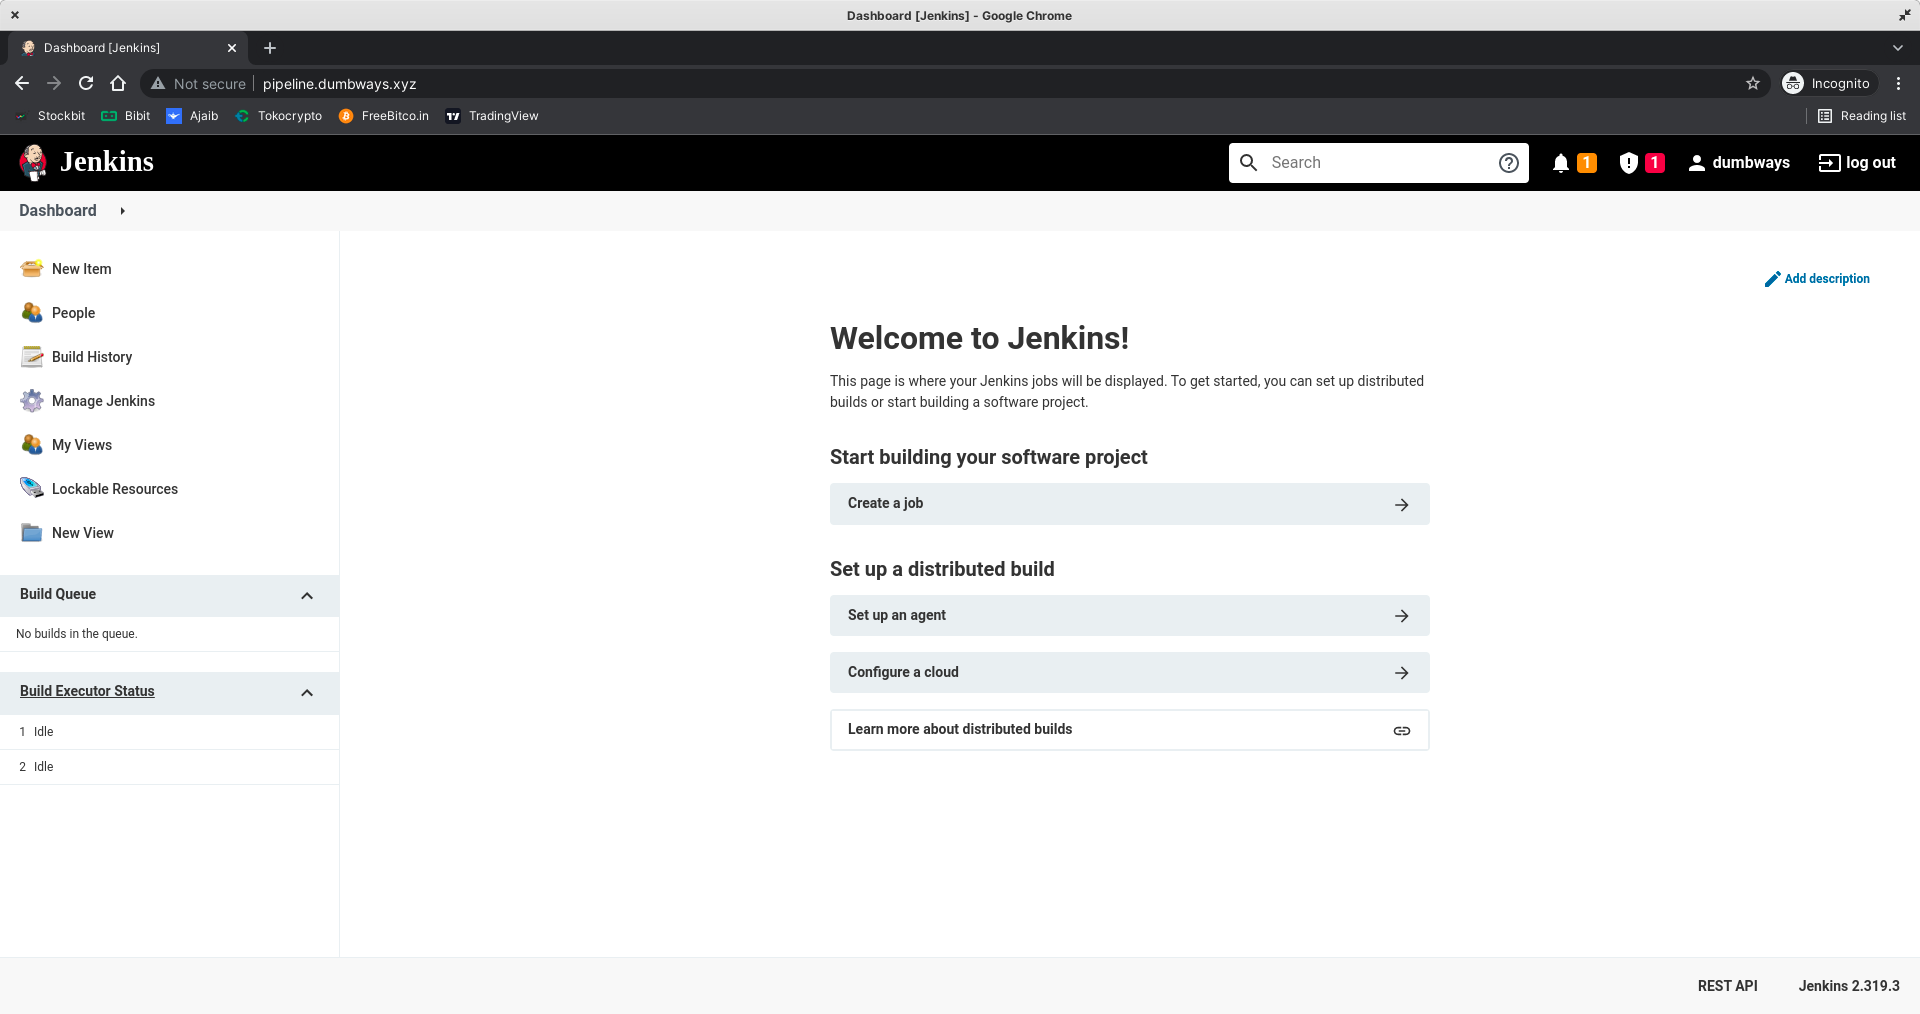 Dashboard [Jenkins] - Google Chrome
Dashboard [Jenkins]
Not secure pipeline.dumbways.xyz Incognito
Stockbit Bibit Ajaib Tokocrypto FreeBitco.in TradingView Reading list
Jenkins Search 1 1 dumbways log out
Dashboard
New Item
People
Build History
Manage Jenkins
My Views
Lockable Resources
New View
Build Queue
No builds in the queue.
Build Executor Status
1 Idle
2 Idle
Add description
Welcome to Jenkins!
This page is where your Jenkins jobs will be displayed. To get started, you can set up distributed
builds or start building a software project.
Start building your software project
Create a job
Set up a distributed build
Set up an agent
Configure a cloud
Learn more about distributed builds
REST API Jenkins 2.319.3